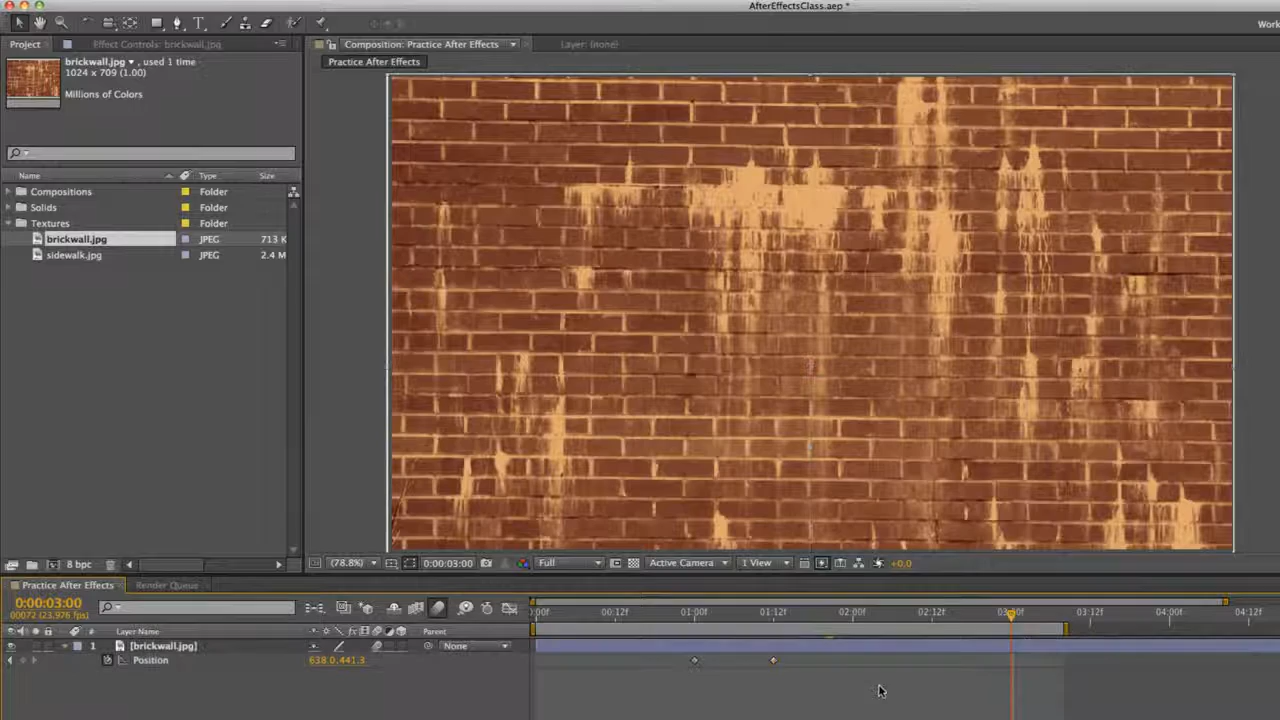 AfterEffectsClass.aep *
Project
Effect Controls: brickwall.jpg
Composition: Practice After Effects
Layer: (none)
Practice After Effects
brickwall.jpg , used 1 time
1024 x 709 (1.00)
Millions of Colors
Name Type Size
Compositions Folder
Solids Folder
Textures Folder
brickwall.jpg JPEG 713 K
sidewalk.jpg JPEG 2.4 M
8 bpc
(78.8%) 0:00:03:00 Full Active Camera 1 View +0.0
Practice After Effects Render Queue
0:00:03:00
00072 (23.976 fps)
:00f 00:12f 01:00f 01:12f 02:00f 02:12f 03:00f 03:12f 04:00f 04:12f
# Layer Name Parent
1 [brickwall.jpg] None
Position 638.0,441.3